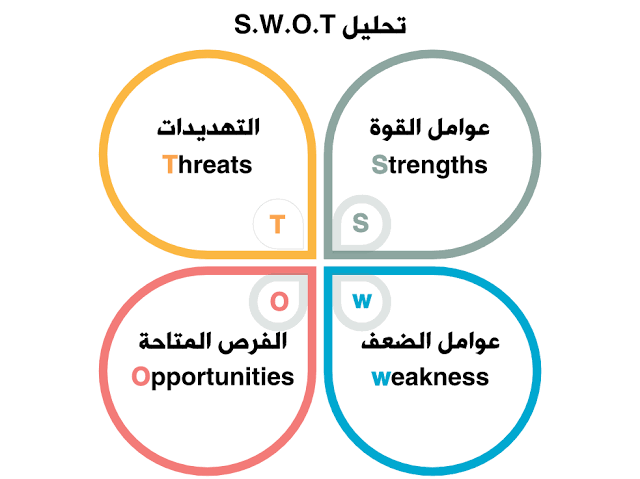 تحليل S.W.O.T
عوامل القوة
Strengths
S
التهديدات
Threats
T
W
عوامل الضعف
weakness
O
الفرص المتاحة
Opportunities